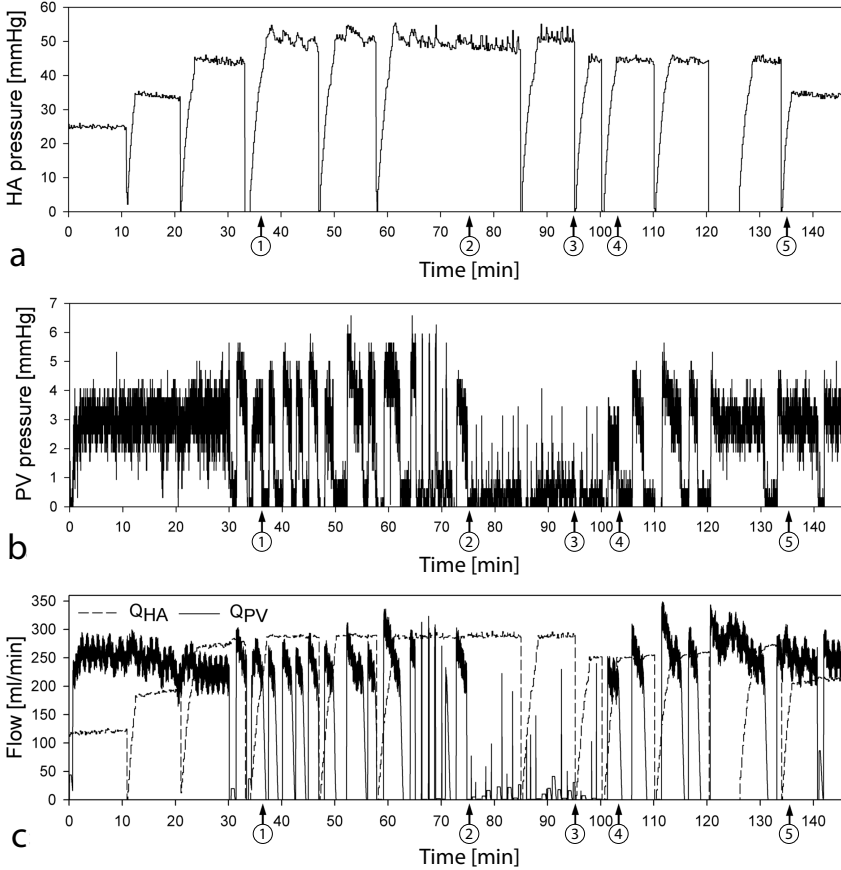 HA pressure [mmHg]
60
50
40
30
20
10
0
0 10 20 30 40 50 60 70 80 90 100 110 120 130 140
1 2 3 4 5
Time [min]
a
PV pressure [mmHg]
7
6
5
4
3
2
1
0
0 10 20 30 40 50 60 70 80 90 100 110 120 130 140
1 2 3 4 5
Time [min]
b
Flow [ml/min]
350
300
250
200
150
100
50
0
QHA QPV
0 10 20 30 40 50 60 70 80 90 100 110 120 130 140
1 2 3 4 5
Time [min]
c